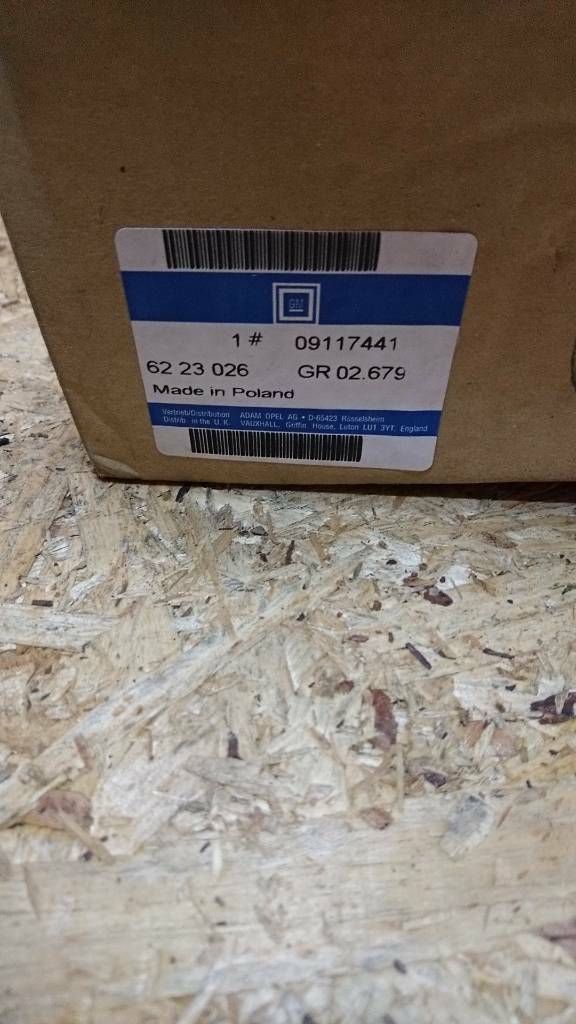 GM
1 # 09117441
62 23 026 GR 02.679
Made in Poland
Vertrieb/Distribution ADAM OPEL AG • D-65423 Rüsselsheim
Distrib. in the U. K. VAUXHALL, Griffin House, Luton LU1 3YT, England